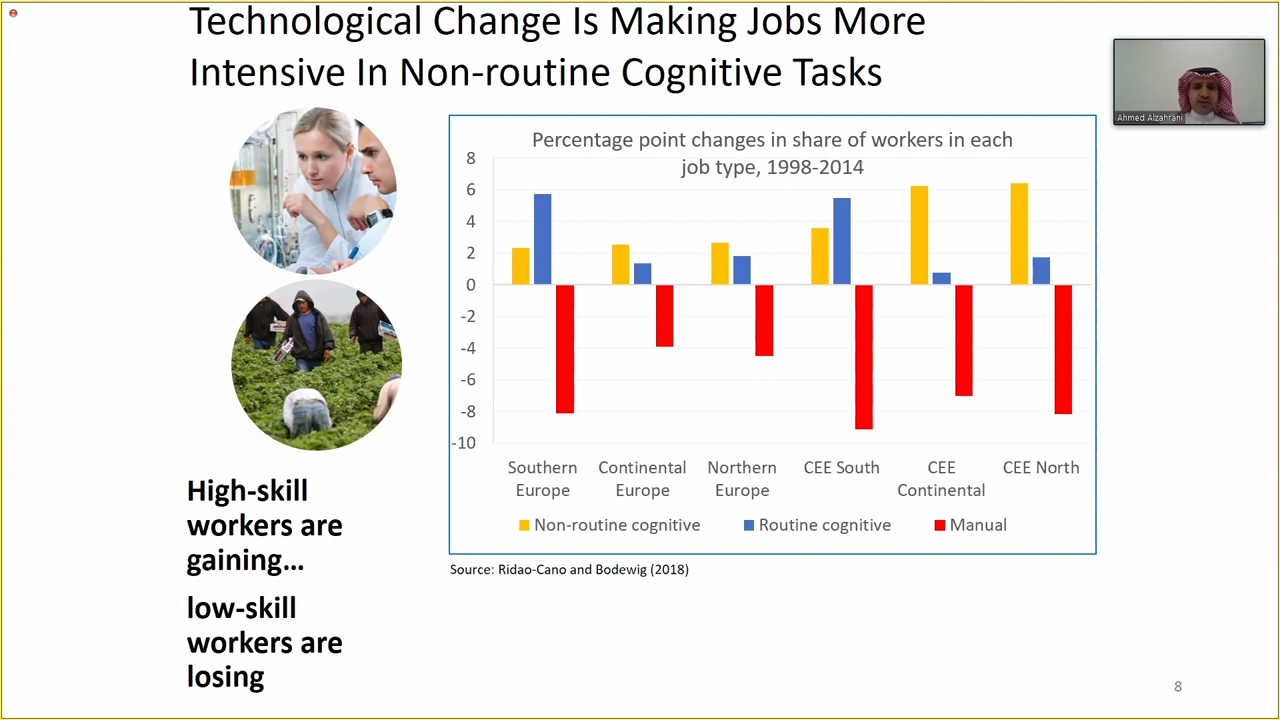 Technological Change Is Making Jobs More
Intensive In Non-routine Cognitive Tasks
Ahmed Alzahrani
Percentage point changes in share of workers in each
job type, 1998-2014
8
6
4
2
0
-2
-4
-6
-8
-10
Southern Europe
Continental Europe
Northern Europe
CEE South
CEE Continental
CEE North
Non-routine cognitive
Routine cognitive
Manual
Source: Ridao-Cano and Bodewig (2018)
High-skill
workers are
gaining...
low-skill
workers are
losing
8